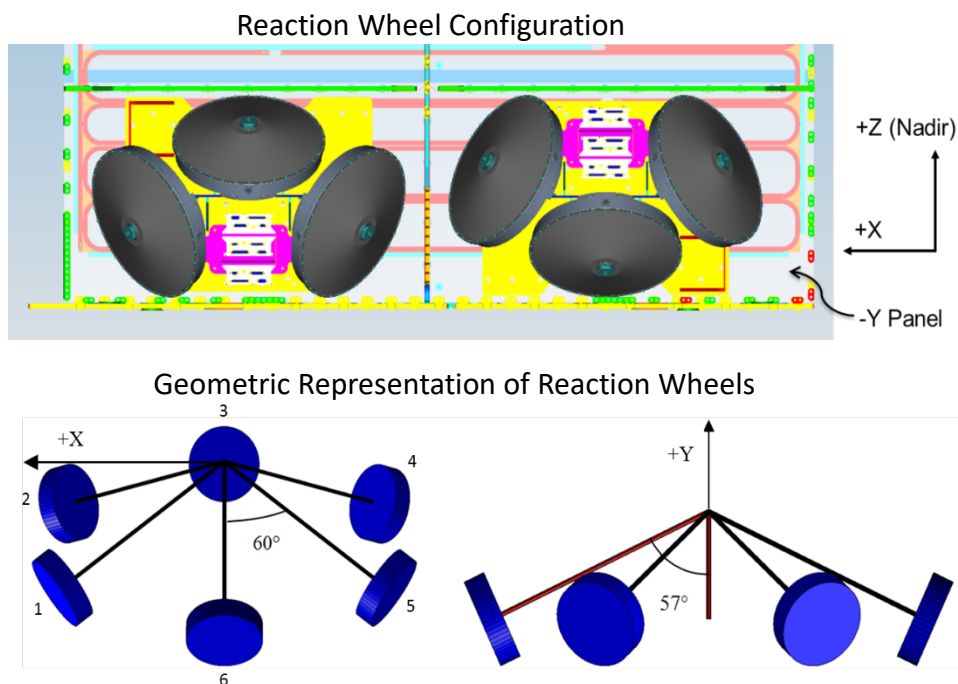 Reaction Wheel Configuration
+Z (Nadir)
+X
-Y Panel
Geometric Representation of Reaction Wheels
3
+X
+Y
4
2
60°
57°
1
5
6